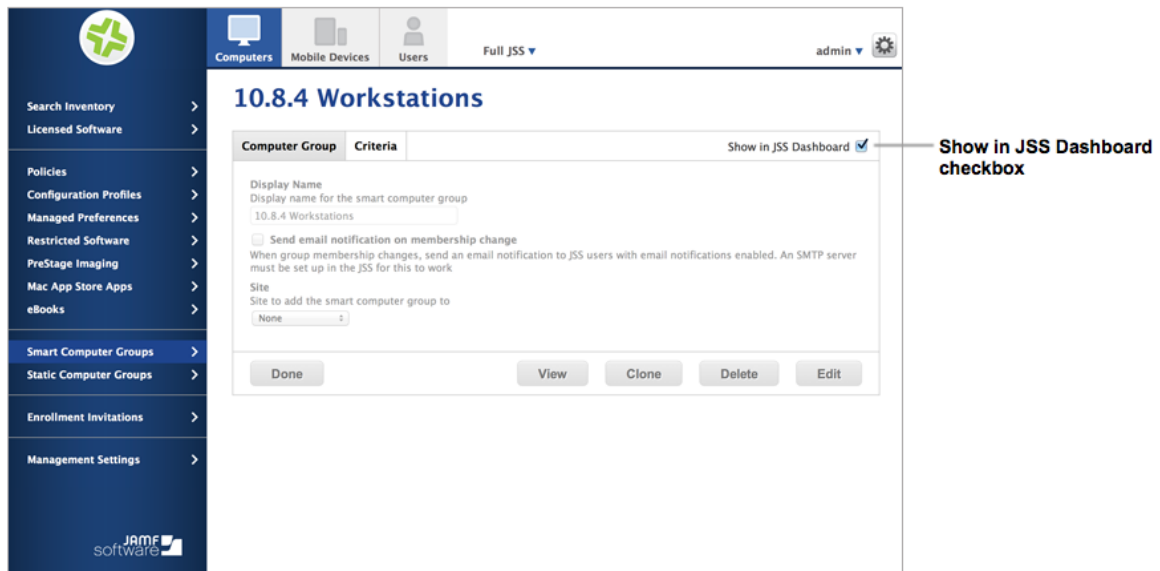 Computers
Mobile Devices
Users
Full JSS
admin
Search Inventory
Licensed Software
Policies
Configuration Profiles
Managed Preferences
Restricted Software
PreStage Imaging
Mac App Store Apps
eBooks
Smart Computer Groups
Static Computer Groups
Enrollment Invitations
Management Settings
JAMF
software
10.8.4 Workstations
Computer Group
Criteria
Show in JSS Dashboard
Display Name
Display name for the smart computer group
10.8.4 Workstations
Send email notification on membership change
When group membership changes, send an email notification to JSS users with email notifications enabled. An SMTP server
must be set up in the JSS for this to work
Site
Site to add the smart computer group to
None
Done
View
Clone
Delete
Edit
Show in JSS Dashboard
checkbox